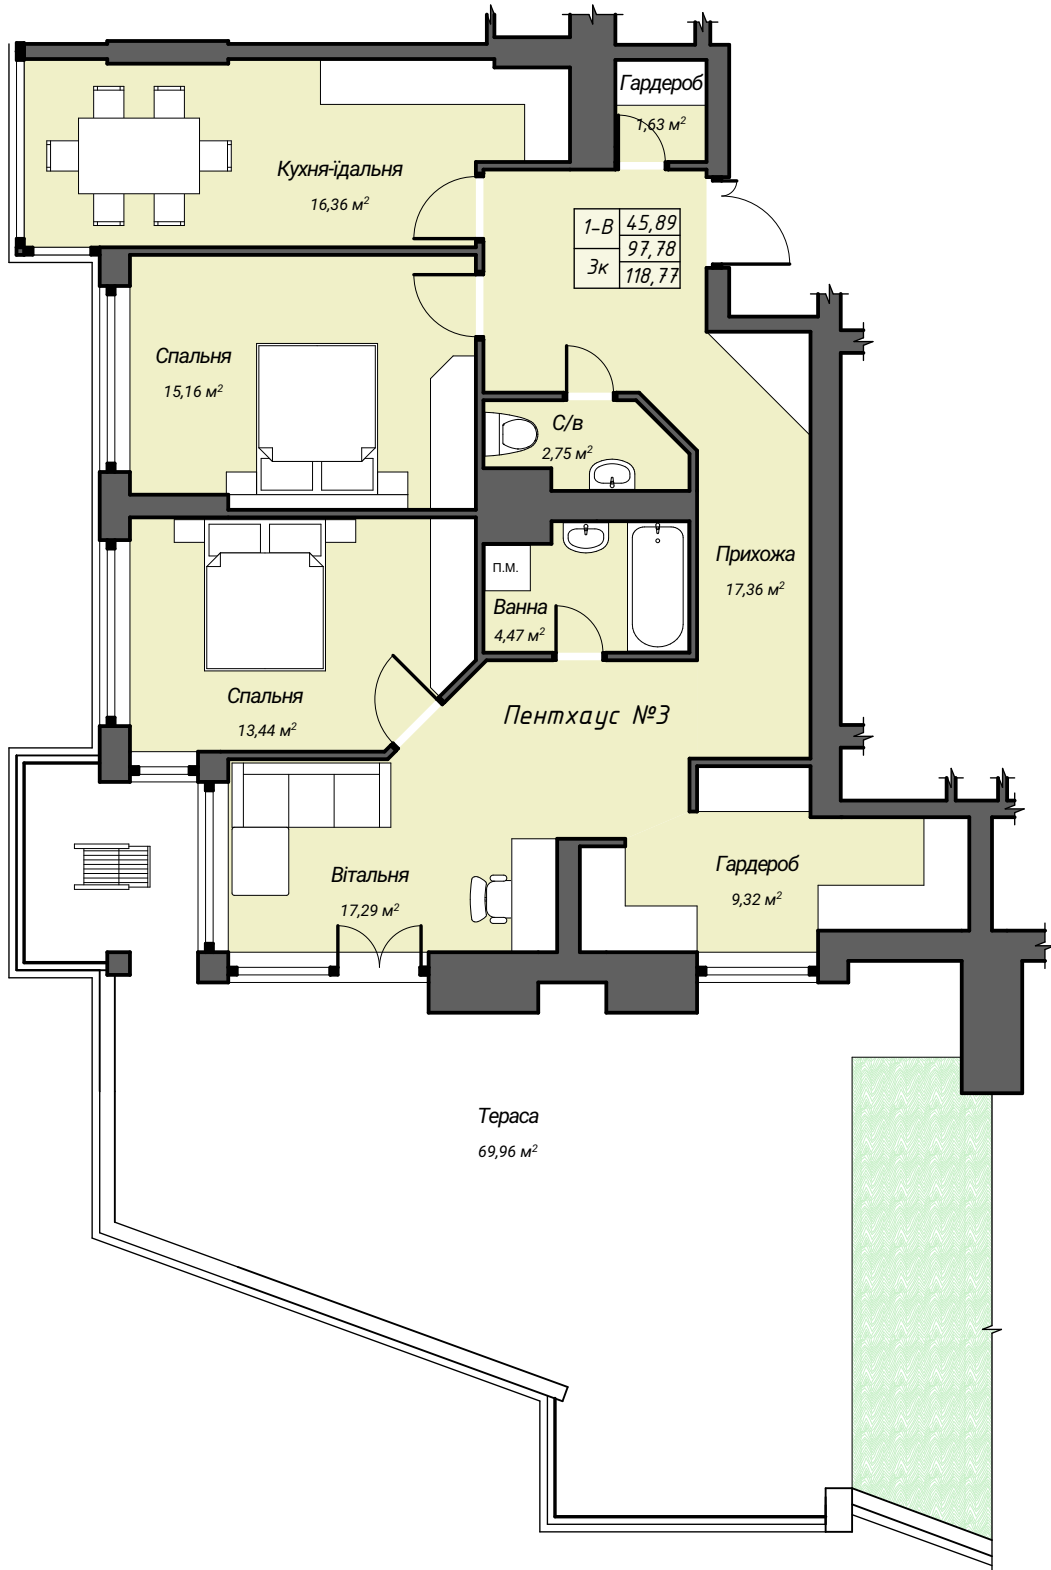 Гардероб
1,63 м²
Кухня-їдальня
16,36 м²
1-В 45,89
97,78
3к 118,77
Спальня
15,16 м²
С/в
2,75 м²
Прихожа
17,36 м²
п.м.
Ванна
4,47 м²
Спальня
13,44 м²
Пентхаус №3
Вітальня
17,29 м²
Гардероб
9,32 м²
Тераса
69,96 м²